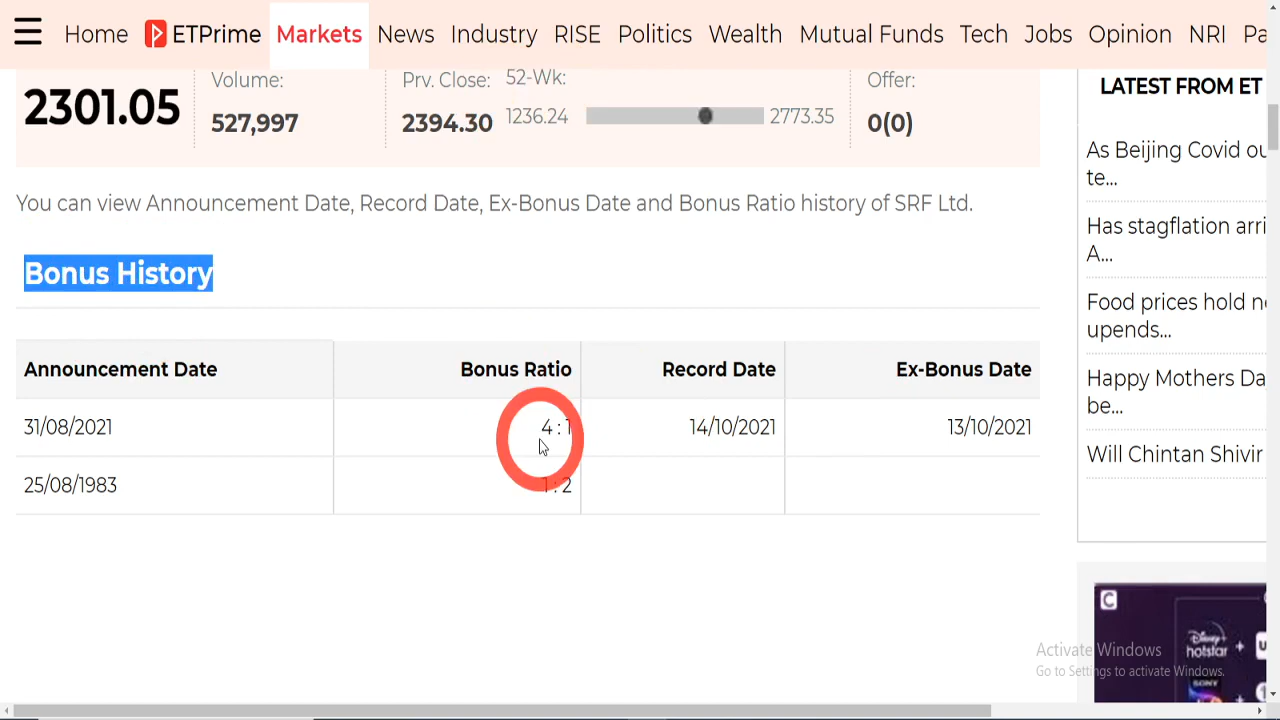 Home ETPrime Markets News Industry RISE Politics Wealth Mutual Funds Tech Jobs Opinion NRI
2301.05
Volume:
527,997
Prv. Close:
2394.30
52-Wk:
1236.24 2773.35
Offer:
0(0)
You can view Announcement Date, Record Date, Ex-Bonus Date and Bonus Ratio history of SRF Ltd.
Bonus History
Announcement Date Bonus Ratio Record Date Ex-Bonus Date
31/08/2021 4 : 1 14/10/2021 13/10/2021
25/08/1983 1 : 2
LATEST FROM ET
As Beijing Covid ou
te...
Has stagflation arri
A...
Food prices hold ne
upends...
Happy Mothers Da
be...
Will Chintan Shivir
C
Disney+
hotstar +
SONY
Activate Windows
Go to Settings to activate Windows.